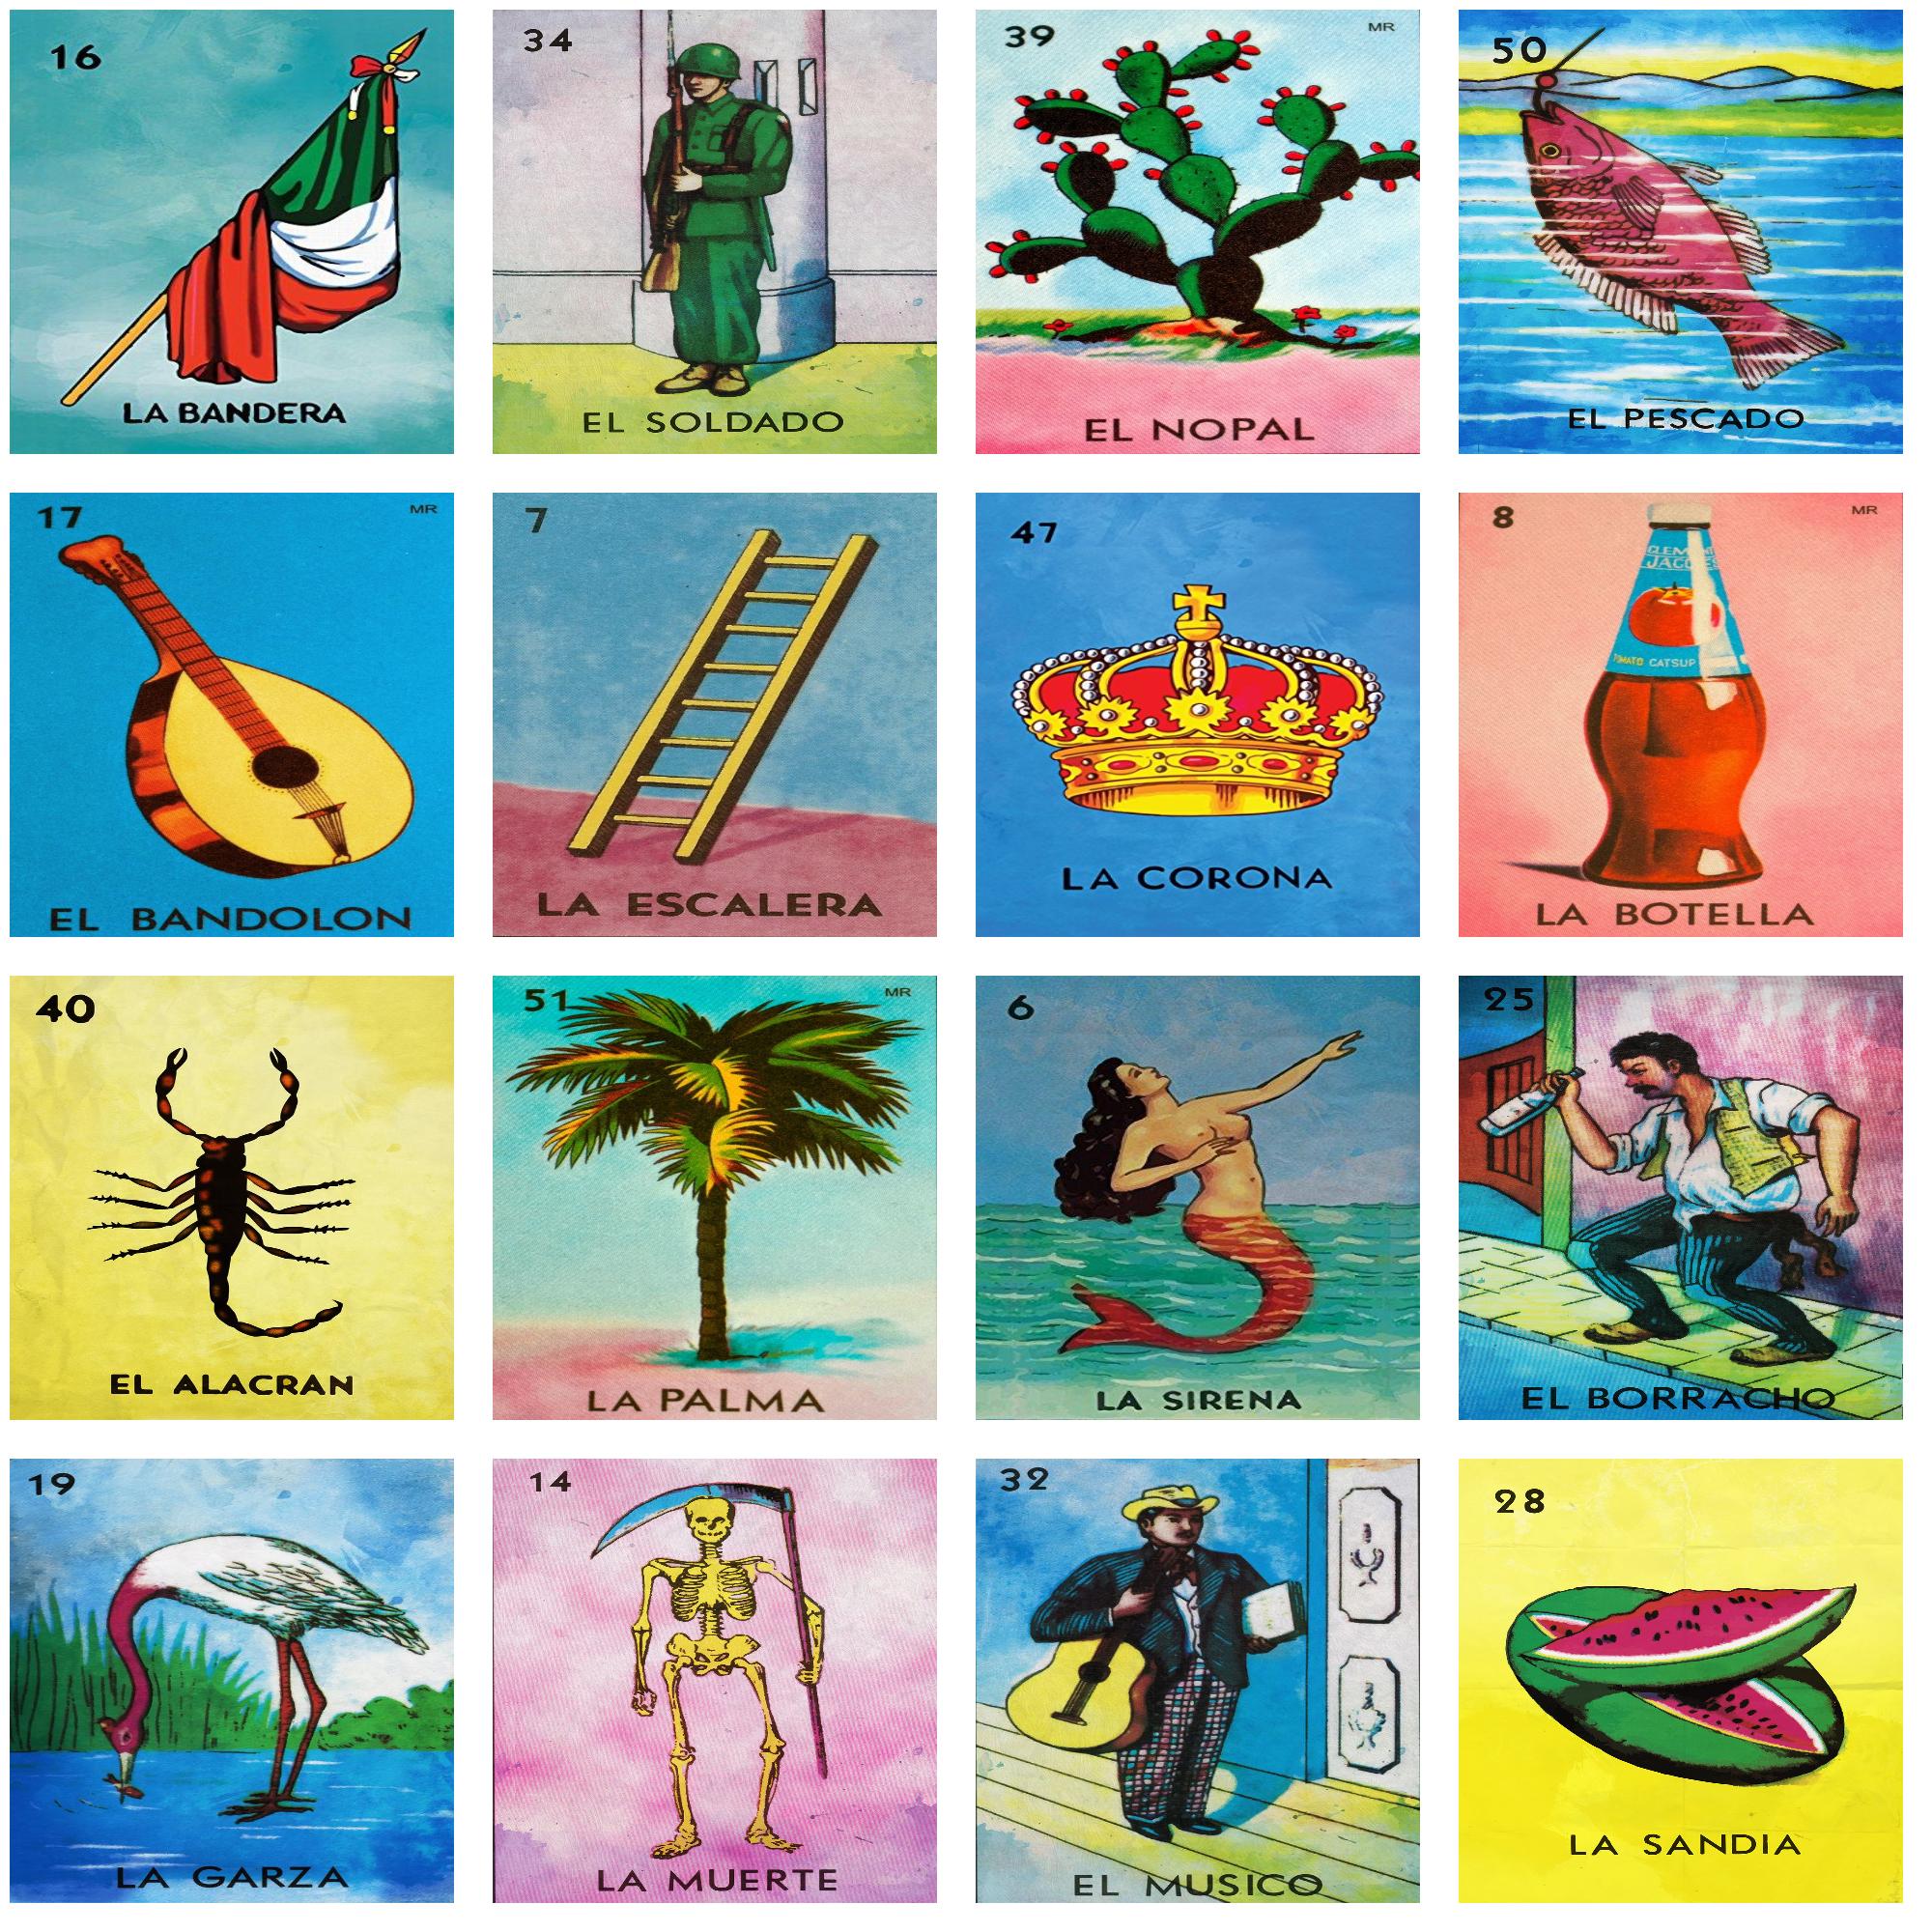 16
LA BANDERA
34
EL SOLDADO
39
MR
EL NOPAL
50
EL PESCADO
17
MR
EL BANDOLON
7
LA ESCALERA
47
LA CORONA
8
MR
TOMATO CATSUP
LA BOTELLA
40
EL ALACRAN
51
MR
LA PALMA
6
LA SIRENA
25
EL BORRACHO
19
LA GARZA
14
LA MUERTE
32
EL MUSICO
28
LA SANDIA